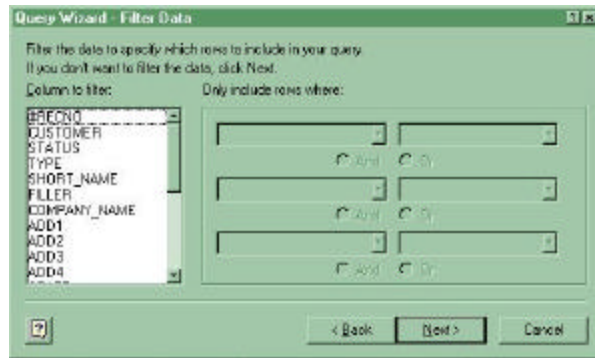 Query Wizard - Filter Data
Filter the data to specify which rows to include in your query.
If you don't want to filter the data, click Next.
Column to filter:
Only include rows where:
#RECNO
CUSTOMER
STATUS
TYPE
SHORT_NAME
FILLER
COMPANY_NAME
ADD1
ADD2
ADD3
ADD4
And Or
And Or
And Or
< Back Next > Cancel